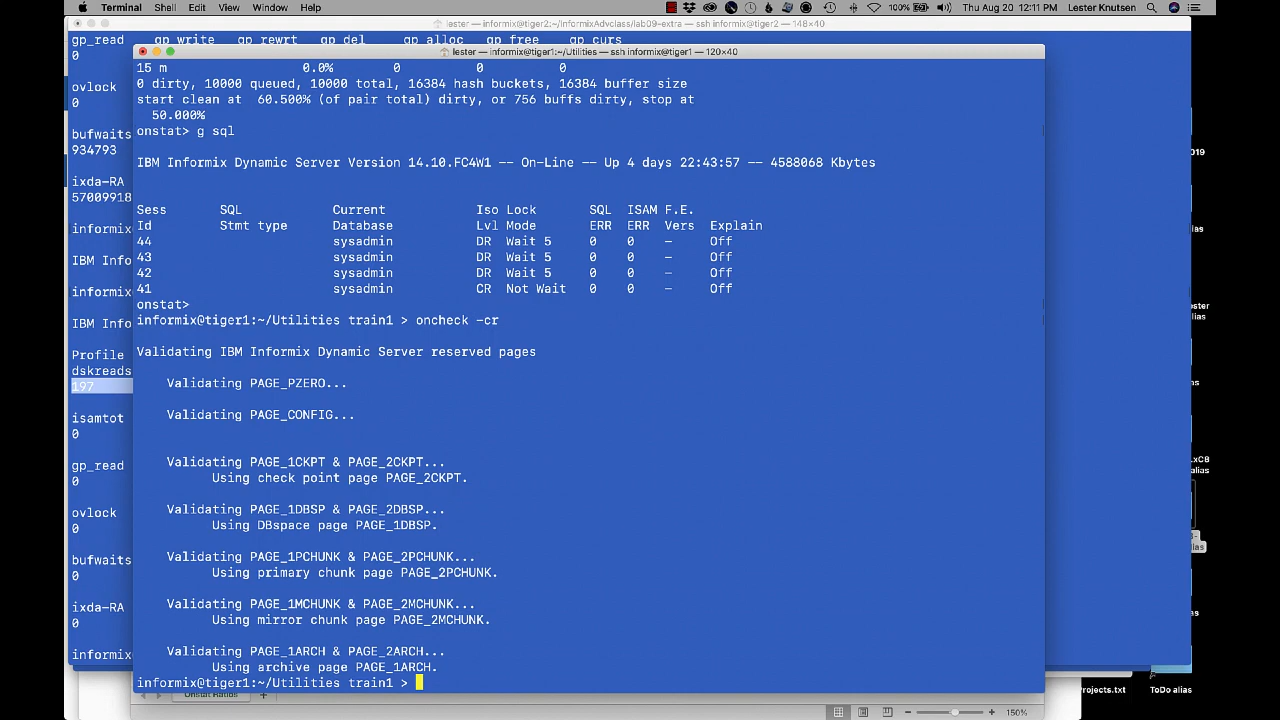 Terminal Shell Edit View Window Help 100% Thu Aug 20 12:11 PM Lester Knutsen
lester — informix@tiger2:~/InformixAdvclass/lab09-extra — ssh informix@tiger2 — 148×40
gp_read gp_write gp_rewrt gp_del gp_alloc gp_free gp_curs
0
ovlock
0
bufwaits
934793
ixda-RA
57009918
informix
IBM Info
informix
IBM Info
Profile
dskreads
197
isamtot
0
gp_read
0
ovlock
0
bufwaits
0
ixda-RA
0
informix
lester — informix@tiger1:~/Utilities — ssh informix@tiger1 — 120×40
15 m 0.0% 0 0 0
0 dirty, 10000 queued, 10000 total, 16384 hash buckets, 16384 buffer size
start clean at 60.500% (of pair total) dirty, or 756 buffs dirty, stop at
50.000%
onstat> g sql
IBM Informix Dynamic Server Version 14.10.FC4W1 -- On-Line -- Up 4 days 22:43:57 -- 4588068 Kbytes
Sess SQL Current Iso Lock SQL ISAM F.E.
Id Stmt type Database Lvl Mode ERR ERR Vers Explain
44 sysadmin DR Wait 5 0 0 - Off
43 sysadmin DR Wait 5 0 0 - Off
42 sysadmin DR Wait 5 0 0 - Off
41 sysadmin CR Not Wait 0 0 - Off
onstat>
informix@tiger1:~/Utilities train1 > oncheck -cr
Validating IBM Informix Dynamic Server reserved pages
Validating PAGE_PZERO...
Validating PAGE_CONFIG...
Validating PAGE_1CKPT & PAGE_2CKPT...
Using check point page PAGE_2CKPT.
Validating PAGE_1DBSP & PAGE_2DBSP...
Using DBspace page PAGE_1DBSP.
Validating PAGE_1PCHUNK & PAGE_2PCHUNK...
Using primary chunk page PAGE_2PCHUNK.
Validating PAGE_1MCHUNK & PAGE_2MCHUNK...
Using mirror chunk page PAGE_2MCHUNK.
Validating PAGE_1ARCH & PAGE_2ARCH...
Using archive page PAGE_1ARCH.
informix@tiger1:~/Utilities train1 >
Onstat Ratios +
150%
alias
alias
alias
rojects.txt ToDo alias